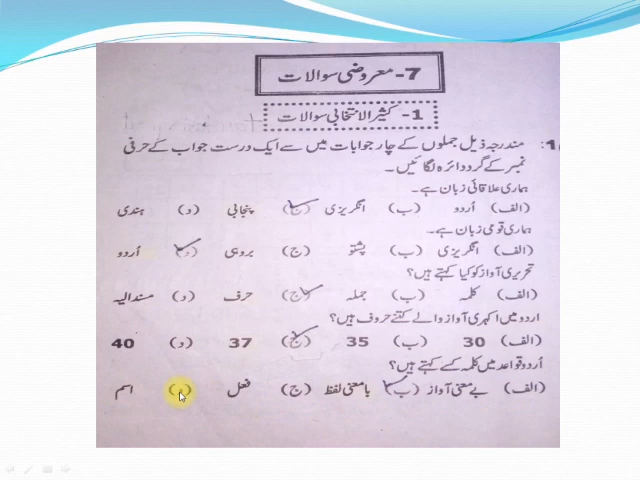 7- معروضی سوالات
1- کثیر الانتخابی سوالات
1: مندرجہ ذیل جملوں کے چار جوابات میں سے ایک درست جواب کے حرفی
نمبر کے گرد دائرہ لگائیں۔
ہماری علاقائی زبان ہے۔
(الف) اُردو (ب) انگریزی (ج) پنجابی (د) ہندی
ہماری قومی زبان ہے۔
(الف) انگریزی (ب) پشتو (ج) بروہی (د) اُردو
تحریری آواز کو کیا کہتے ہیں؟
(الف) کلمہ (ب) جملہ (ج) حرف (د) مسندالیہ
اردو میں اکہری آواز والے کتنے حروف ہیں؟
(الف) 30 (ب) 35 (ج) 37 (د) 40
اُردو قواعد میں کلمہ کسے کہتے ہیں؟
(الف) بے معنی آواز (ب) بامعنی لفظ (ج) فعل (د) اسم